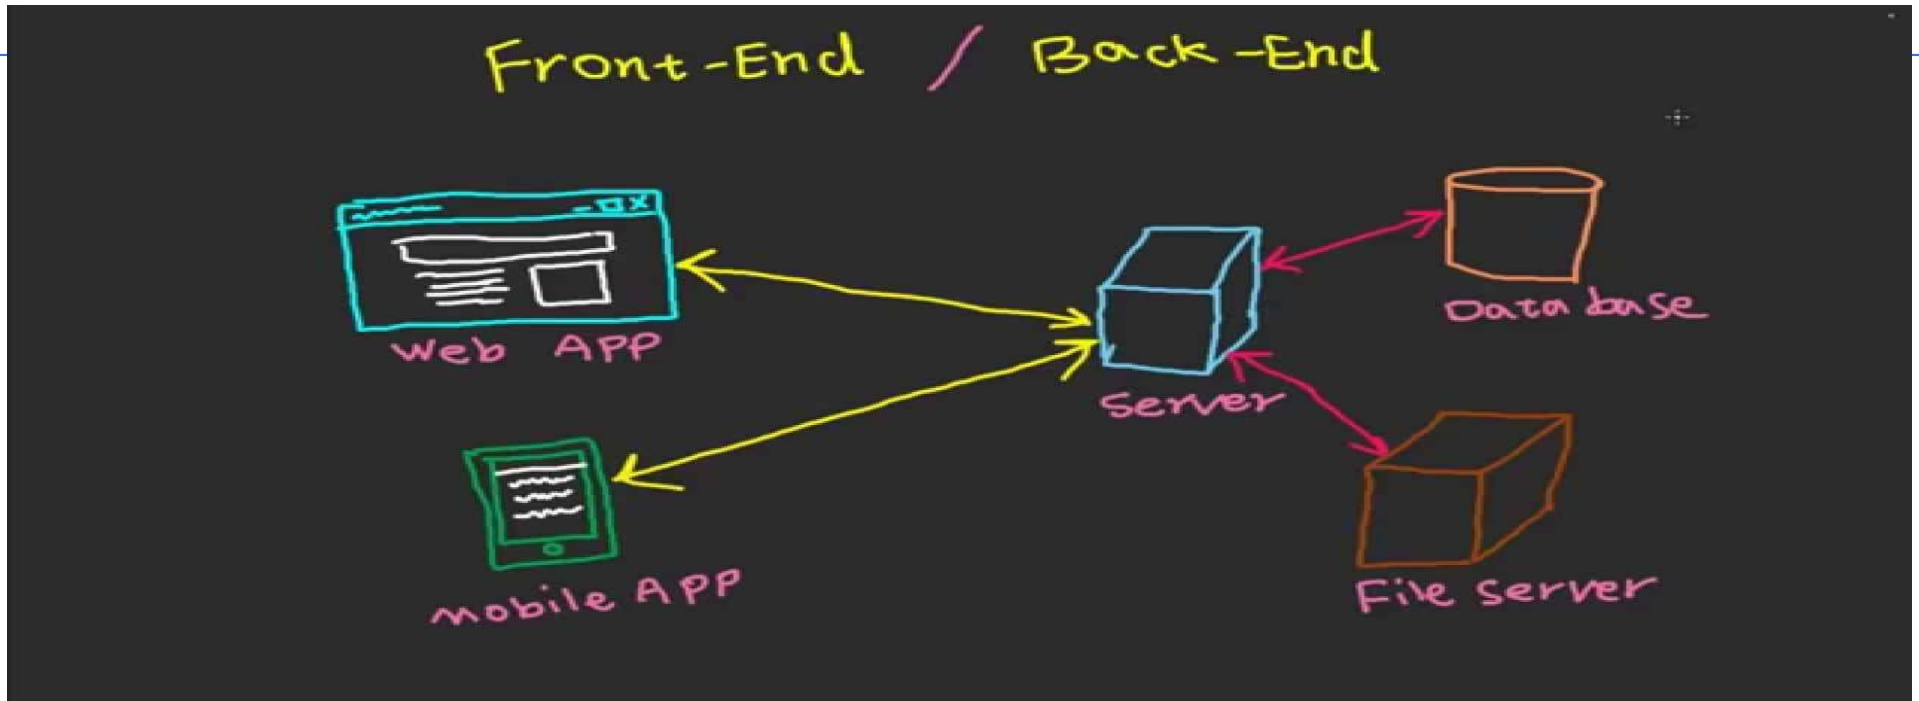 Front-End / Back-End
Web APP
Server
Data base
mobile APP
File Server